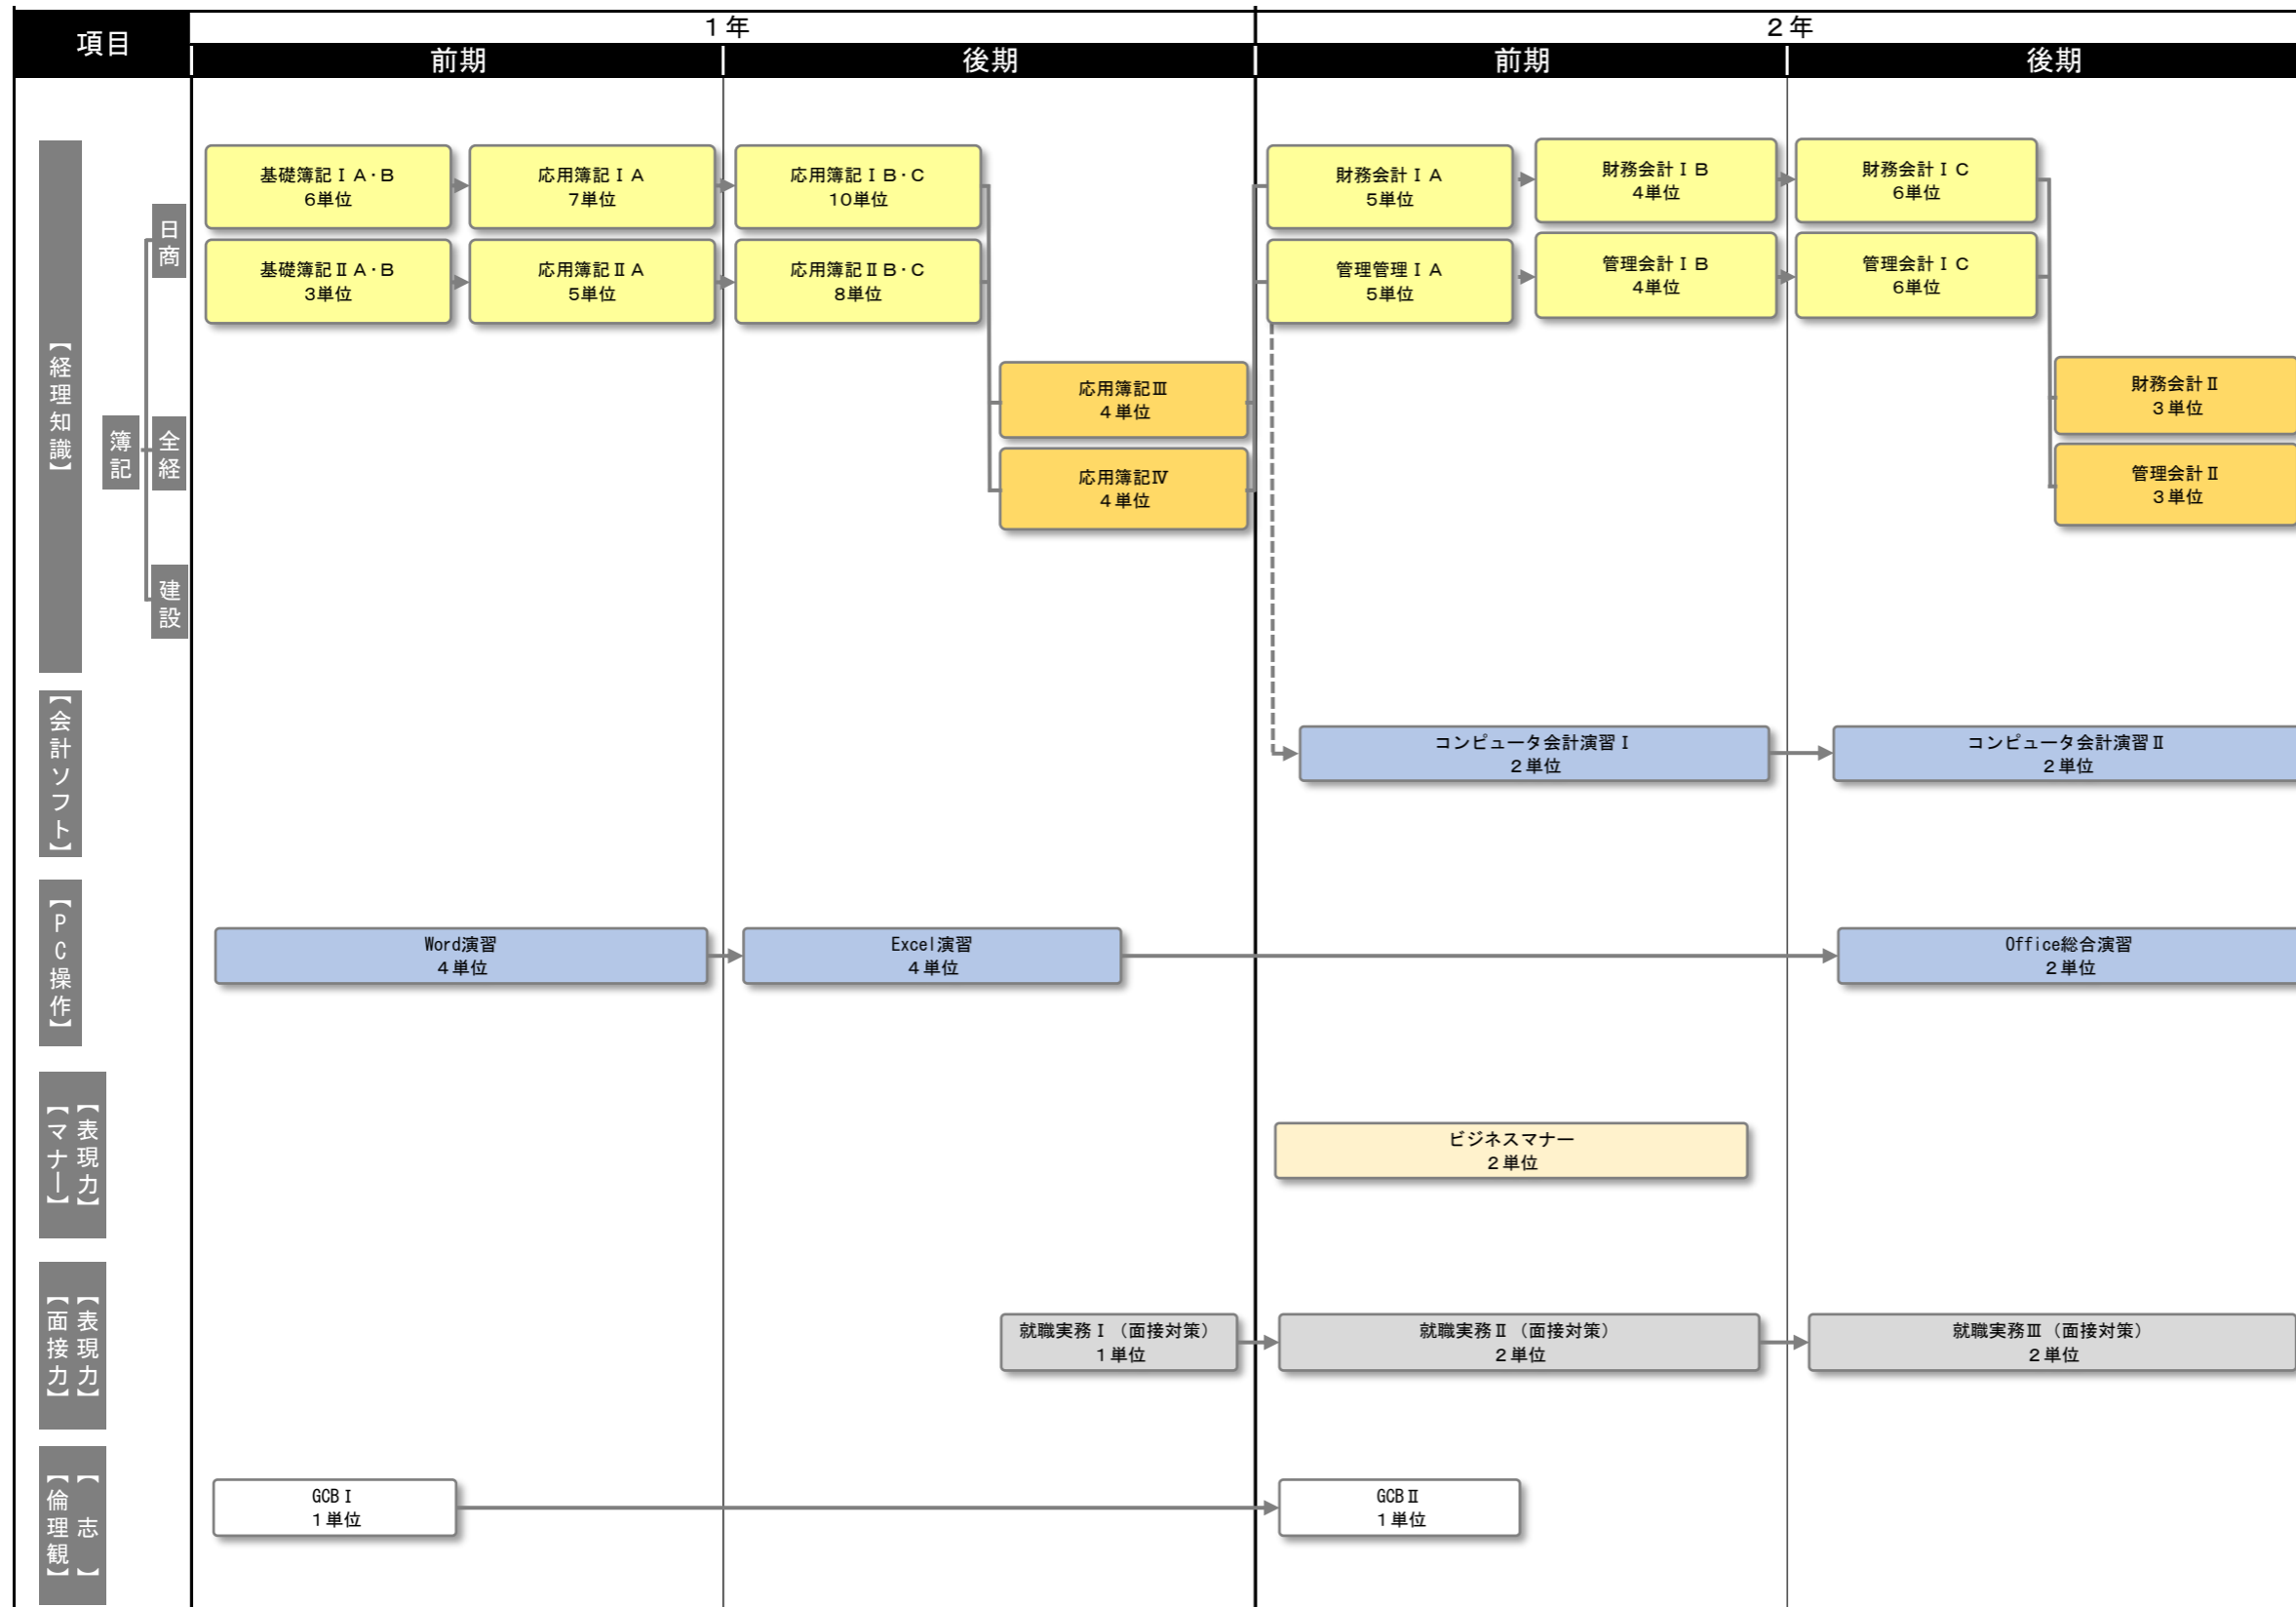 項目
1年
2年
前期
後期
前期
後期
【経理知識】
簿記
日商
全経
建設
基礎簿記ⅠA・B
6単位
応用簿記ⅠA
7単位
応用簿記ⅠB・C
10単位
財務会計ⅠA
5単位
財務会計ⅠB
4単位
財務会計ⅠC
6単位
基礎簿記ⅡA・B
3単位
応用簿記ⅡA
5単位
応用簿記ⅡB・C
8単位
管理管理ⅠA
5単位
管理会計ⅠB
4単位
管理会計ⅠC
6単位
応用簿記Ⅲ
4単位
財務会計Ⅱ
3単位
応用簿記Ⅳ
4単位
管理会計Ⅱ
3単位
【会計ソフト】
コンピュータ会計演習Ⅰ
2単位
コンピュータ会計演習Ⅱ
2単位
【PC操作】
Word演習
4単位
Excel演習
4単位
Office総合演習
2単位
【表現力】
【マナー】
ビジネスマナー
2単位
【表現力】
【面接力】
就職実務Ⅰ（面接対策）
1単位
就職実務Ⅱ（面接対策）
2単位
就職実務Ⅲ（面接対策）
2単位
【志】
【倫理観】
GCBⅠ
1単位
GCBⅡ
1単位